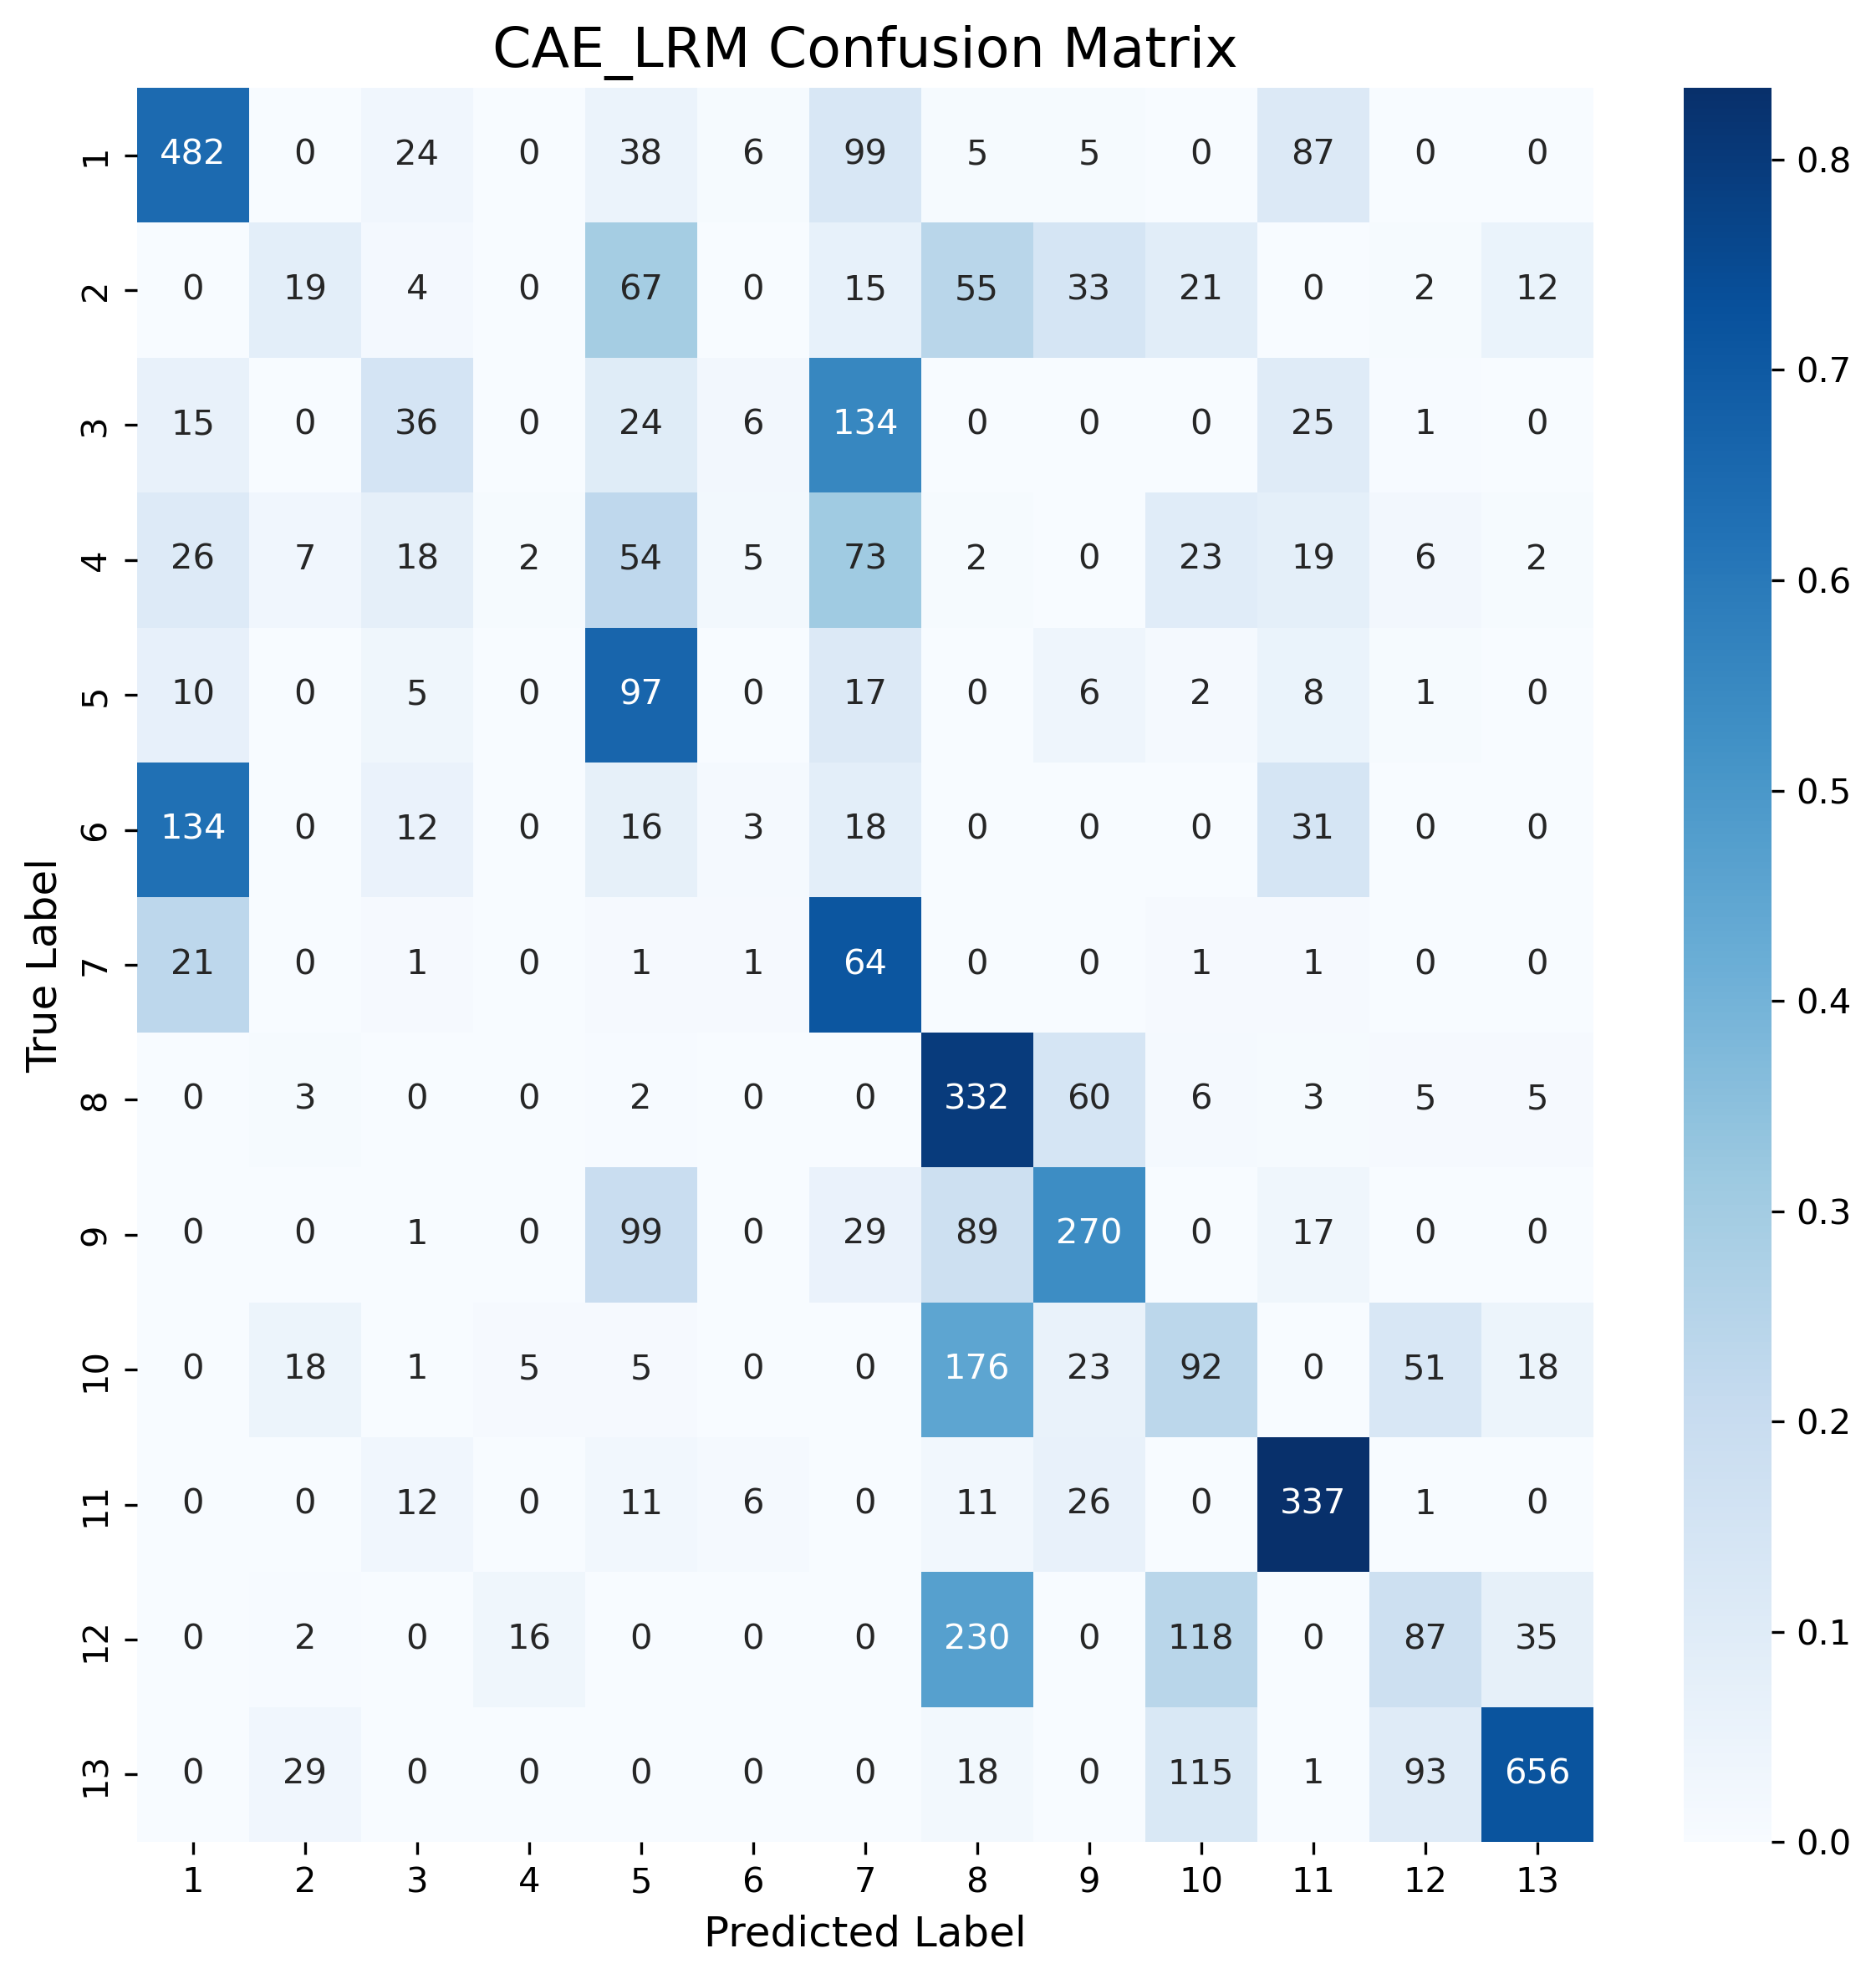 CAE_LRM Confusion Matrix
1 482 0 24 0 38 6 99 5 5 0 87 0 0
2 0 19 4 0 67 0 15 55 33 21 0 2 12
3 15 0 36 0 24 6 134 0 0 0 25 1 0
4 26 7 18 2 54 5 73 2 0 23 19 6 2
5 10 0 5 0 97 0 17 0 6 2 8 1 0
6 134 0 12 0 16 3 18 0 0 0 31 0 0
7 21 0 1 0 1 1 64 0 0 1 1 0 0
8 0 3 0 0 2 0 0 332 60 6 3 5 5
9 0 0 1 0 99 0 29 89 270 0 17 0 0
10 0 18 1 5 5 0 0 176 23 92 0 51 18
11 0 0 12 0 11 6 0 11 26 0 337 1 0
12 0 2 0 16 0 0 0 230 0 118 0 87 35
13 0 29 0 0 0 0 0 18 0 115 1 93 656
1 2 3 4 5 6 7 8 9 10 11 12 13
Predicted Label
True Label
0.8
0.7
0.6
0.5
0.4
0.3
0.2
0.1
0.0